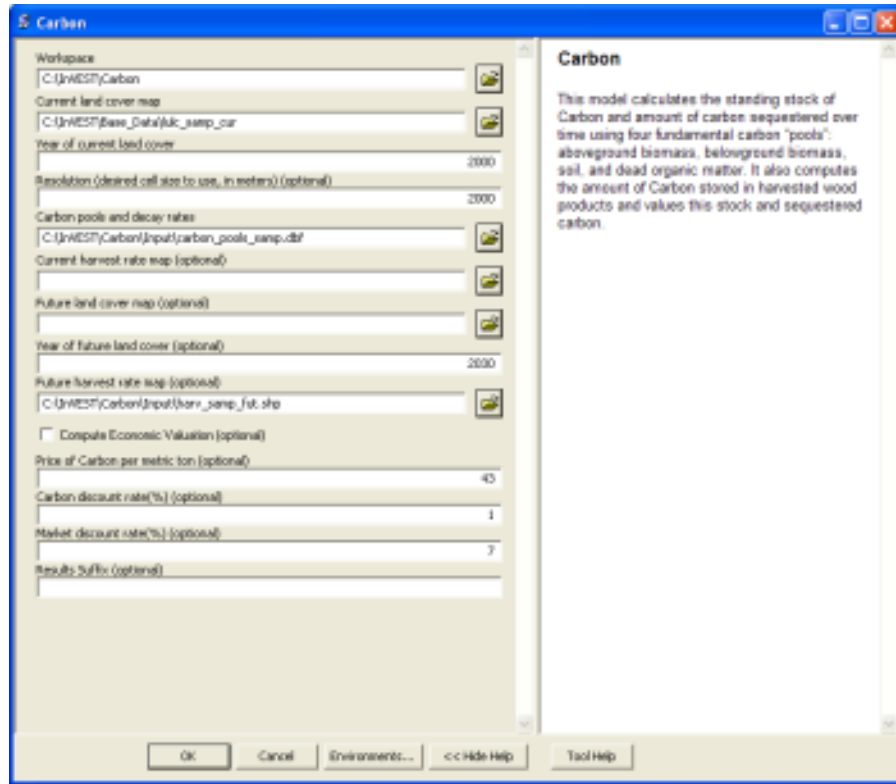 Carbon
Workspace
C:\InVEST\Carbon
Current land cover map
C:\InVEST\Base_Data\lulc_samp_cur
Year of current land cover
2000
Resolution (desired cell size to use, in meters) (optional)
2000
Carbon pools and decay rates
C:\InVEST\Carbon\Input\carbon_pools_samp.dbf
Current harvest rate map (optional)
Future land cover map (optional)
Year of future land cover (optional)
2030
Future harvest rate map (optional)
C:\InVEST\Carbon\Input\harv_samp_fut.shp
Compute Economic Valuation (optional)
Price of Carbon per metric ton (optional)
43
Carbon discount rate(%) (optional)
1
Market discount rate(%) (optional)
7
Results Suffix (optional)
OK
Cancel
Environments...
<< Hide Help
Tool Help
Carbon
This model calculates the standing stock of
Carbon and amount of carbon sequestered over
time using four fundamental carbon "pools":
aboveground biomass, belowground biomass,
soil, and dead organic matter. It also computes
the amount of Carbon stored in harvested wood
products and values this stock and sequestered
carbon.